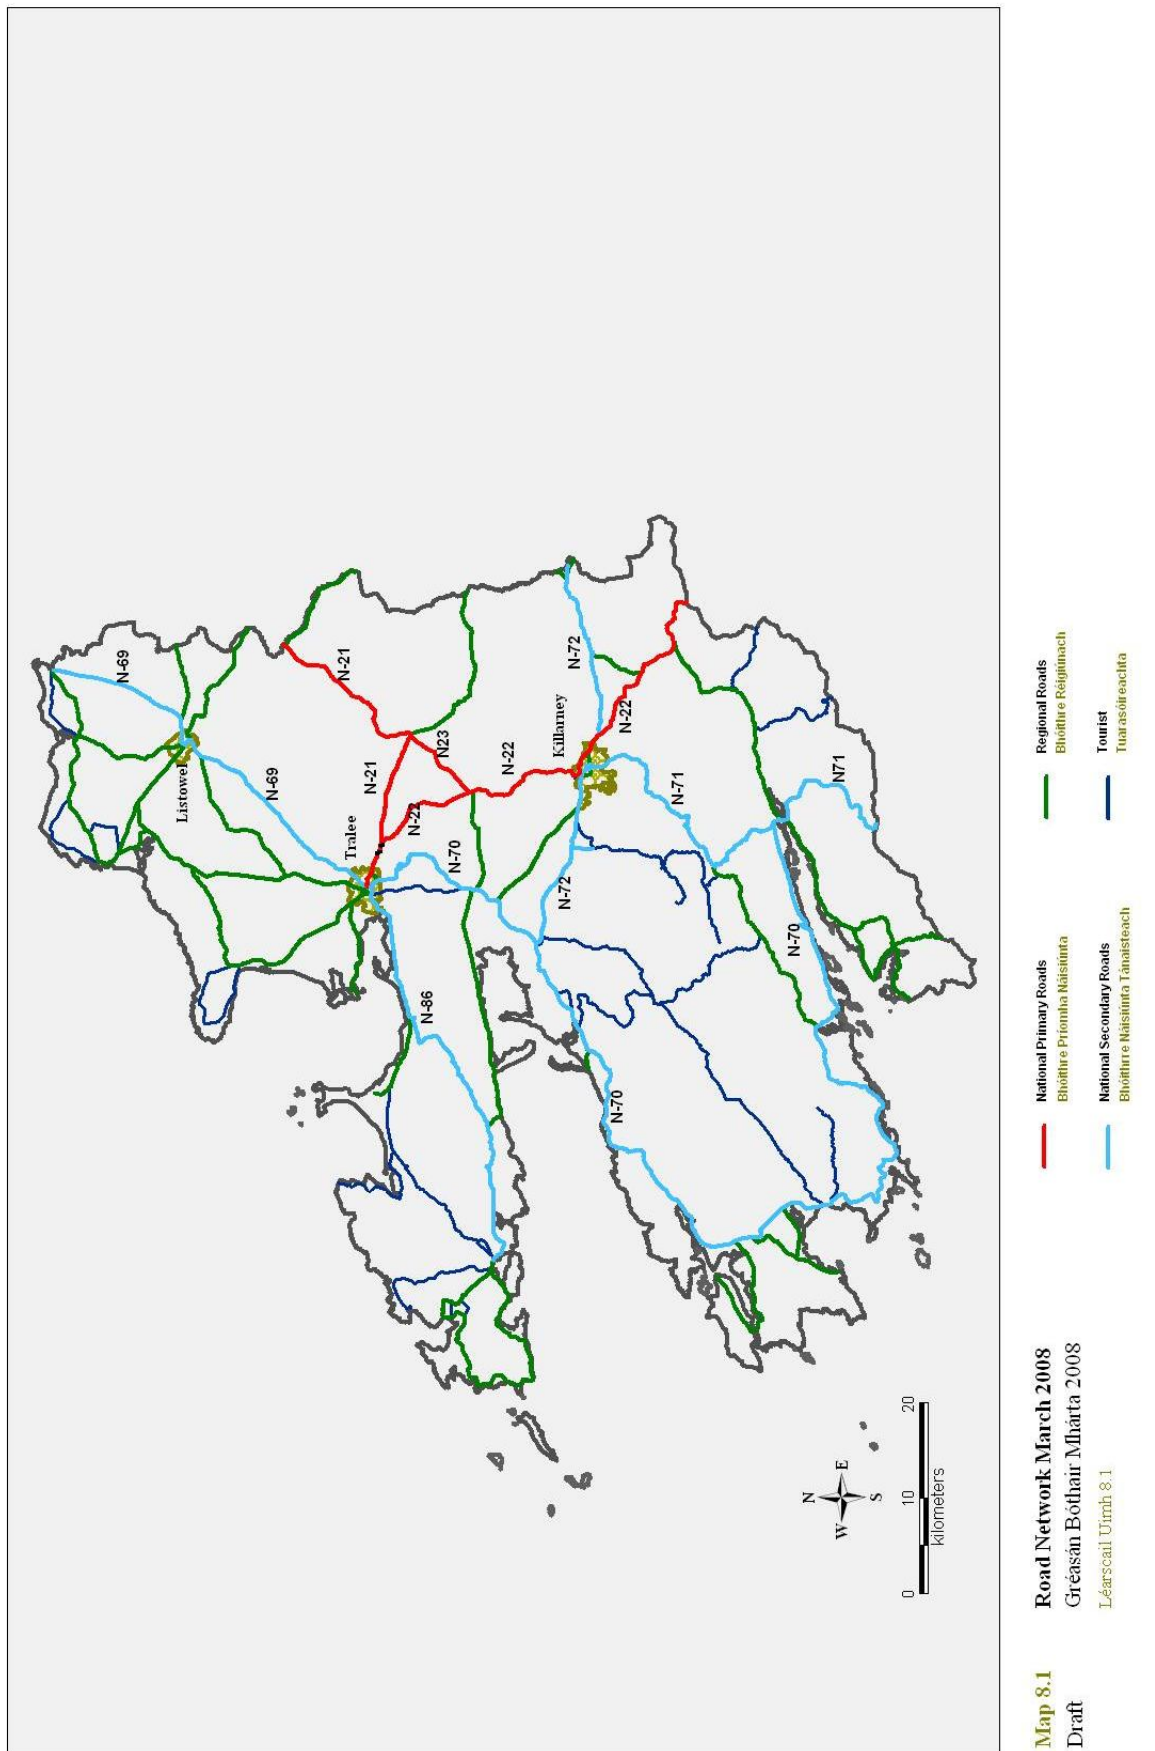 N-69
Listowel
N-69
N-21
Tralee
N-21
N-22
N23
N-70
N-86
N-22
Killarney
N-72
N-72
N-22
N-71
N-70
N-70
N71
N
W
E
S
0
10
20
kilometers
Map 8.1
Draft
Road Network March 2008
Gréasán Bóthair Mhárta 2008
Léarscail Uimh 8.1
National Primary Roads
Bhóithre Príomha Náisiúnta
National Secondary Roads
Bhóithrre Náisiúnta Tánaisteach
Regional Roads
Bhóithre Réigiúnach
Tourist
Tuarasóireachta